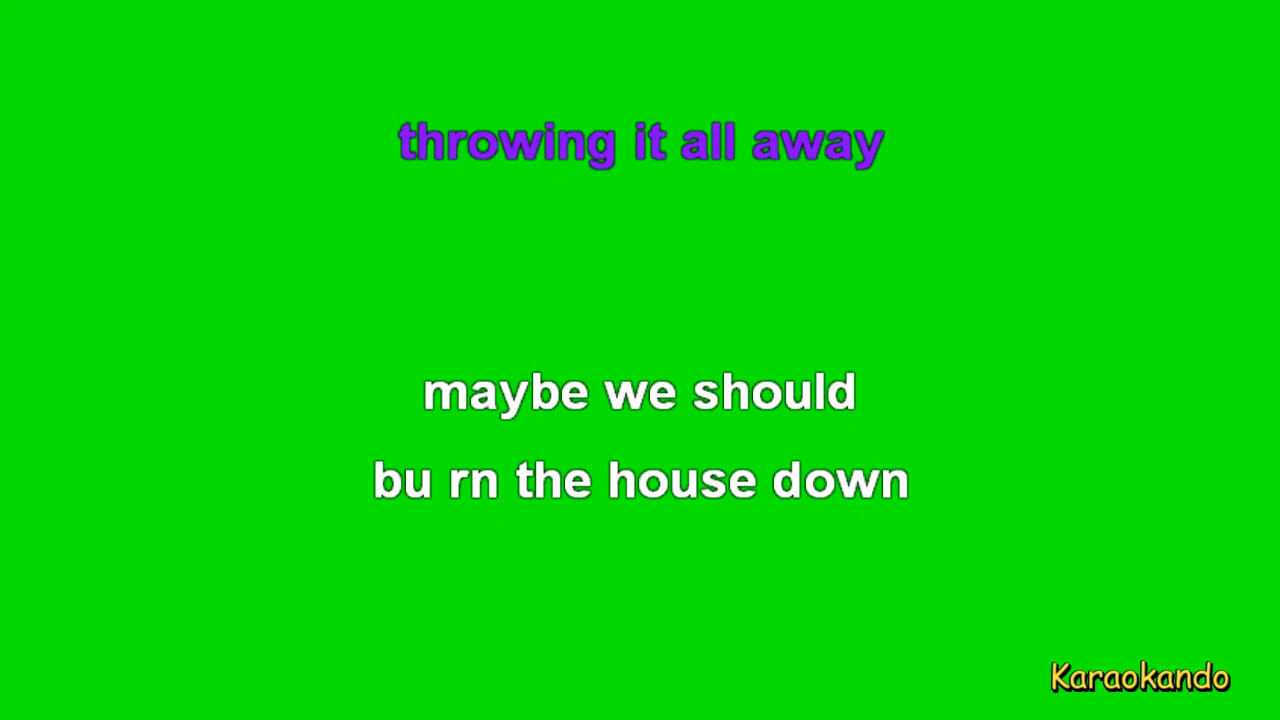 throwing it all away
maybe we should
bu rn the house down
Karaokando